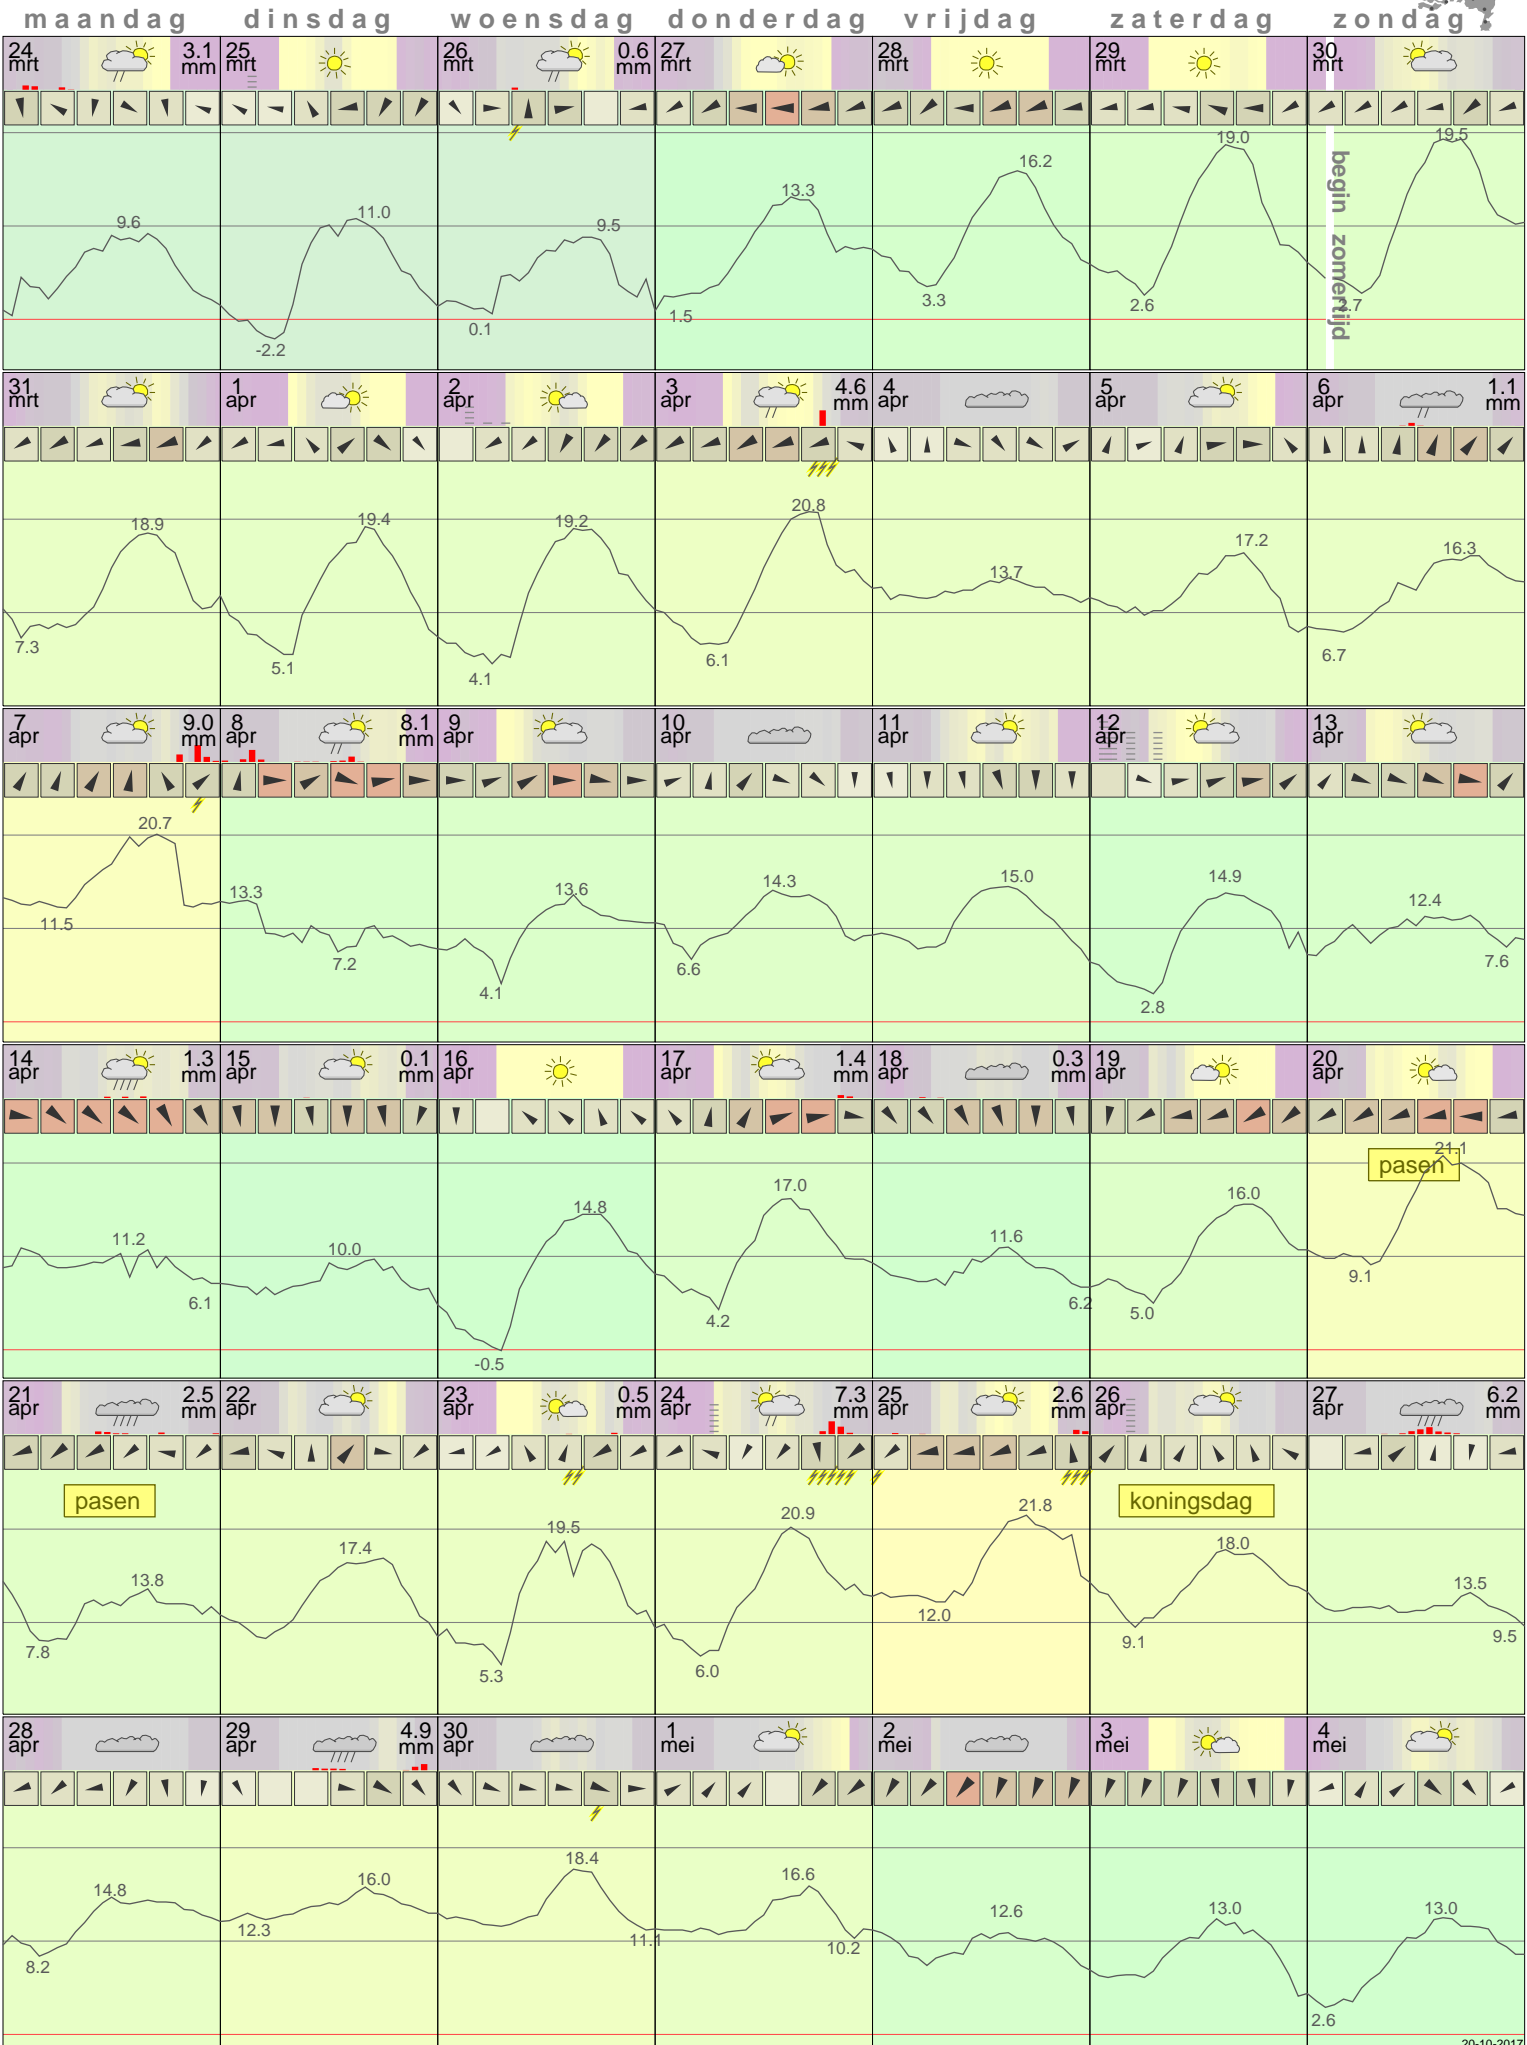 maandag dinsdag woensdag donderdag vrijdag zaterdag zondag
24 mrt 3.1 mm 25 mrt 26 mrt 0.6 mm 27 mrt 28 mrt 29 mrt 30 mrt
9.6 11.0 9.5 13.3 16.2 19.0 19.5
-2.2 0.1 1.5 3.3 2.6 2.7
begin zomertijd
31 mrt 1 apr 2 apr 3 apr 4.6 mm 4 apr 5 apr 6 apr 1.1 mm
18.9 19.4 19.2 20.8 13.7 17.2 16.3
7.3 5.1 4.1 6.1 6.7
7 apr 9.0 mm 8 apr 8.1 mm 9 apr 10 apr 11 apr 12 apr 13 apr
20.7 13.3 13.6 14.3 15.0 14.9 12.4
11.5 7.2 4.1 6.6 2.8 7.6
14 apr 1.3 mm 15 apr 0.1 mm 16 apr 17 apr 1.4 mm 18 apr 0.3 mm 19 apr 20 apr
pasen
11.2 10.0 14.8 17.0 11.6 16.0 21.1
6.1 -0.5 4.2 6.2 5.0 9.1
21 apr 2.5 mm 22 apr 23 apr 0.5 mm 24 apr 7.3 mm 25 apr 2.6 mm 26 apr 27 apr 6.2 mm
pasen koningsdag
13.8 17.4 19.5 20.9 21.8 18.0 13.5
7.8 5.3 6.0 12.0 9.1 9.5
28 apr 29 apr 4.9 mm 30 apr 1 mei 2 mei 3 mei 4 mei
14.8 16.0 18.4 16.6 12.6 13.0 13.0
8.2 12.3 11.1 10.2 2.6
20-10-2017